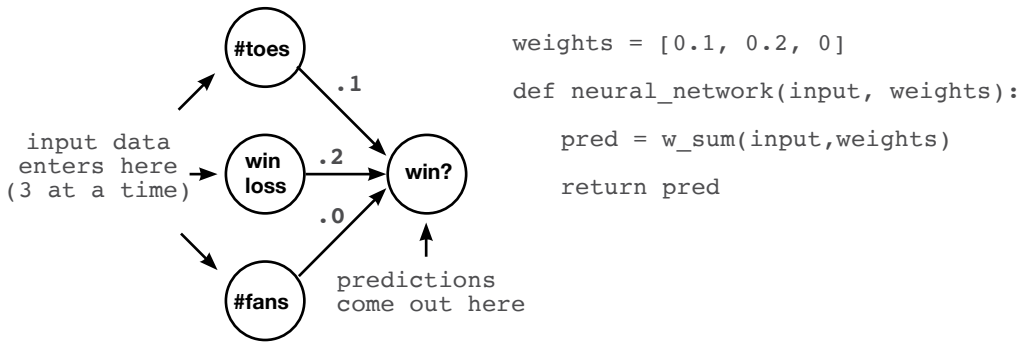 #toes
.1
input data
enters here
(3 at a time)
win
loss
.2
win?
.0
#fans
predictions
come out here
weights = [0.1, 0.2, 0]
def neural_network(input, weights):
pred = w_sum(input,weights)
return pred